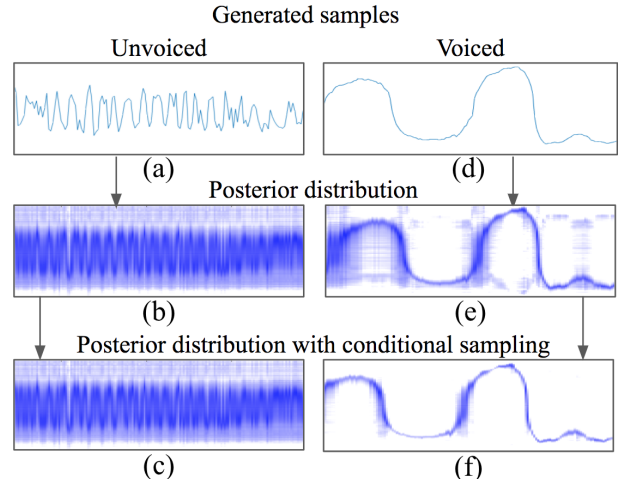 Generated samples
Unvoiced Voiced
(a) (d)
Posterior distribution
(b) (e)
Posterior distribution with conditional sampling
(c) (f)